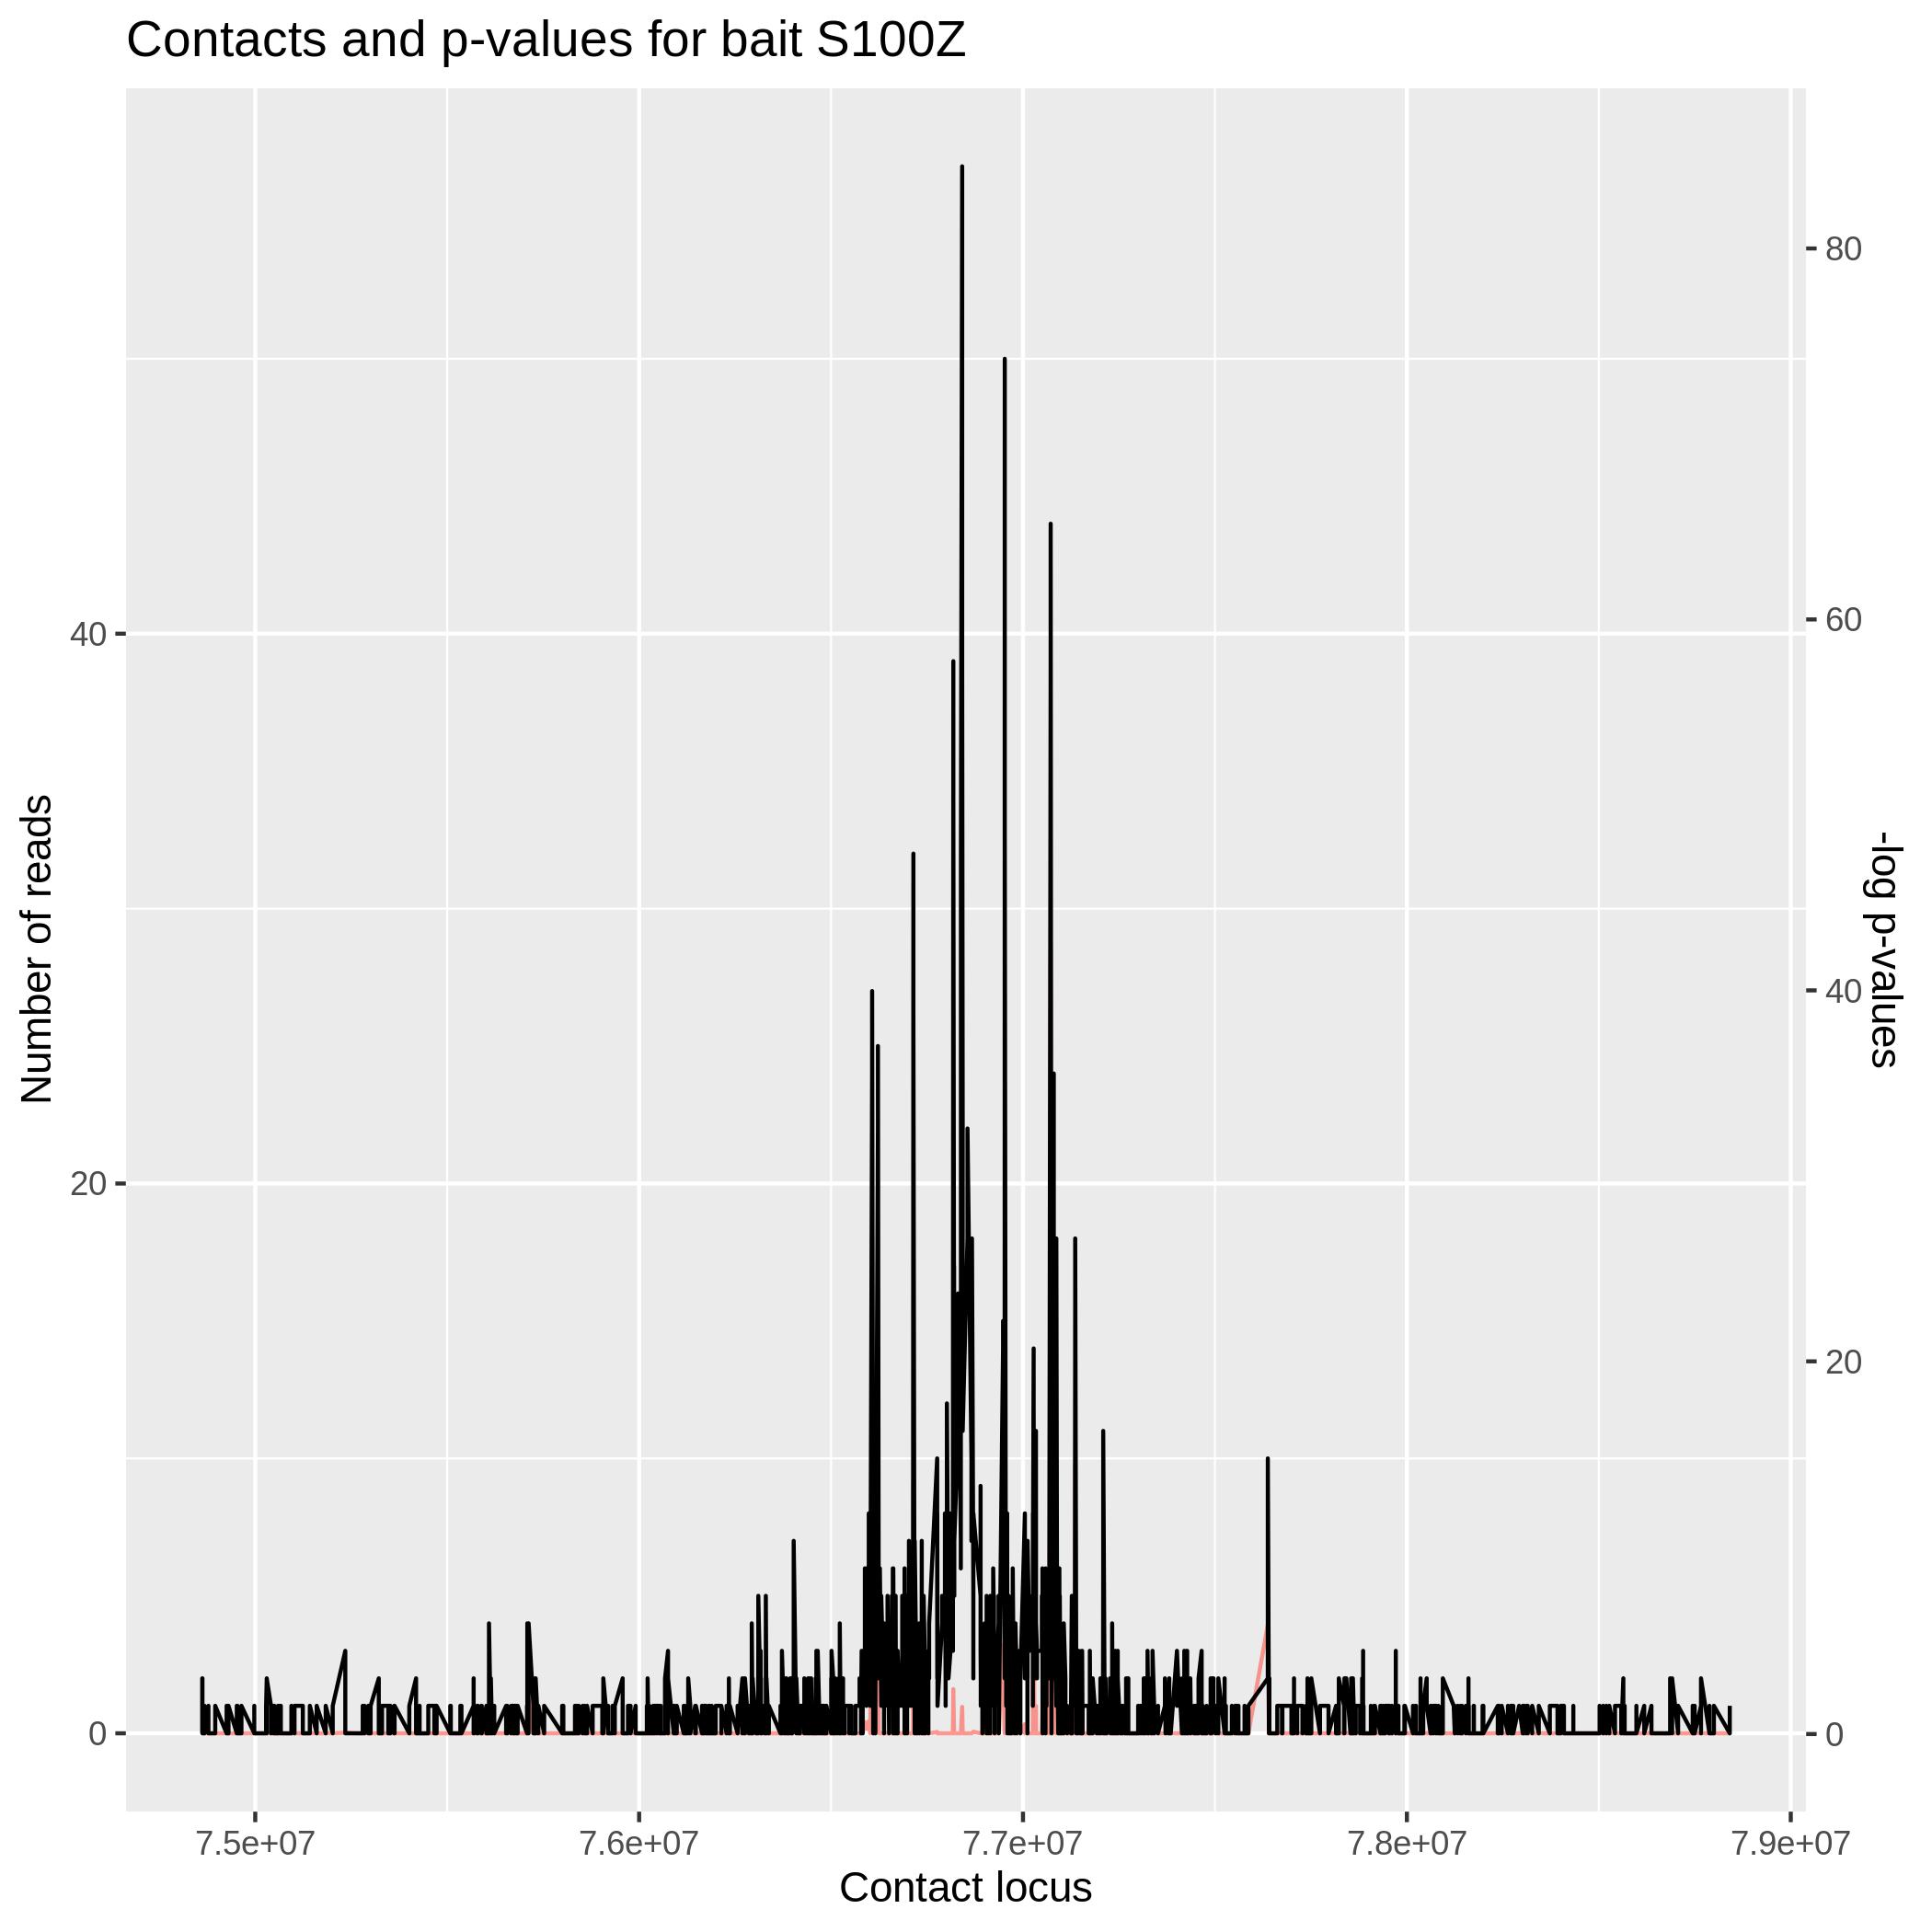 Contacts and p-values for bait S100Z
Number of reads
40
20
0
80
60
40
20
0
-log p-values
7.5e+07
7.6e+07
7.7e+07
7.8e+07
7.9e+07
Contact locus